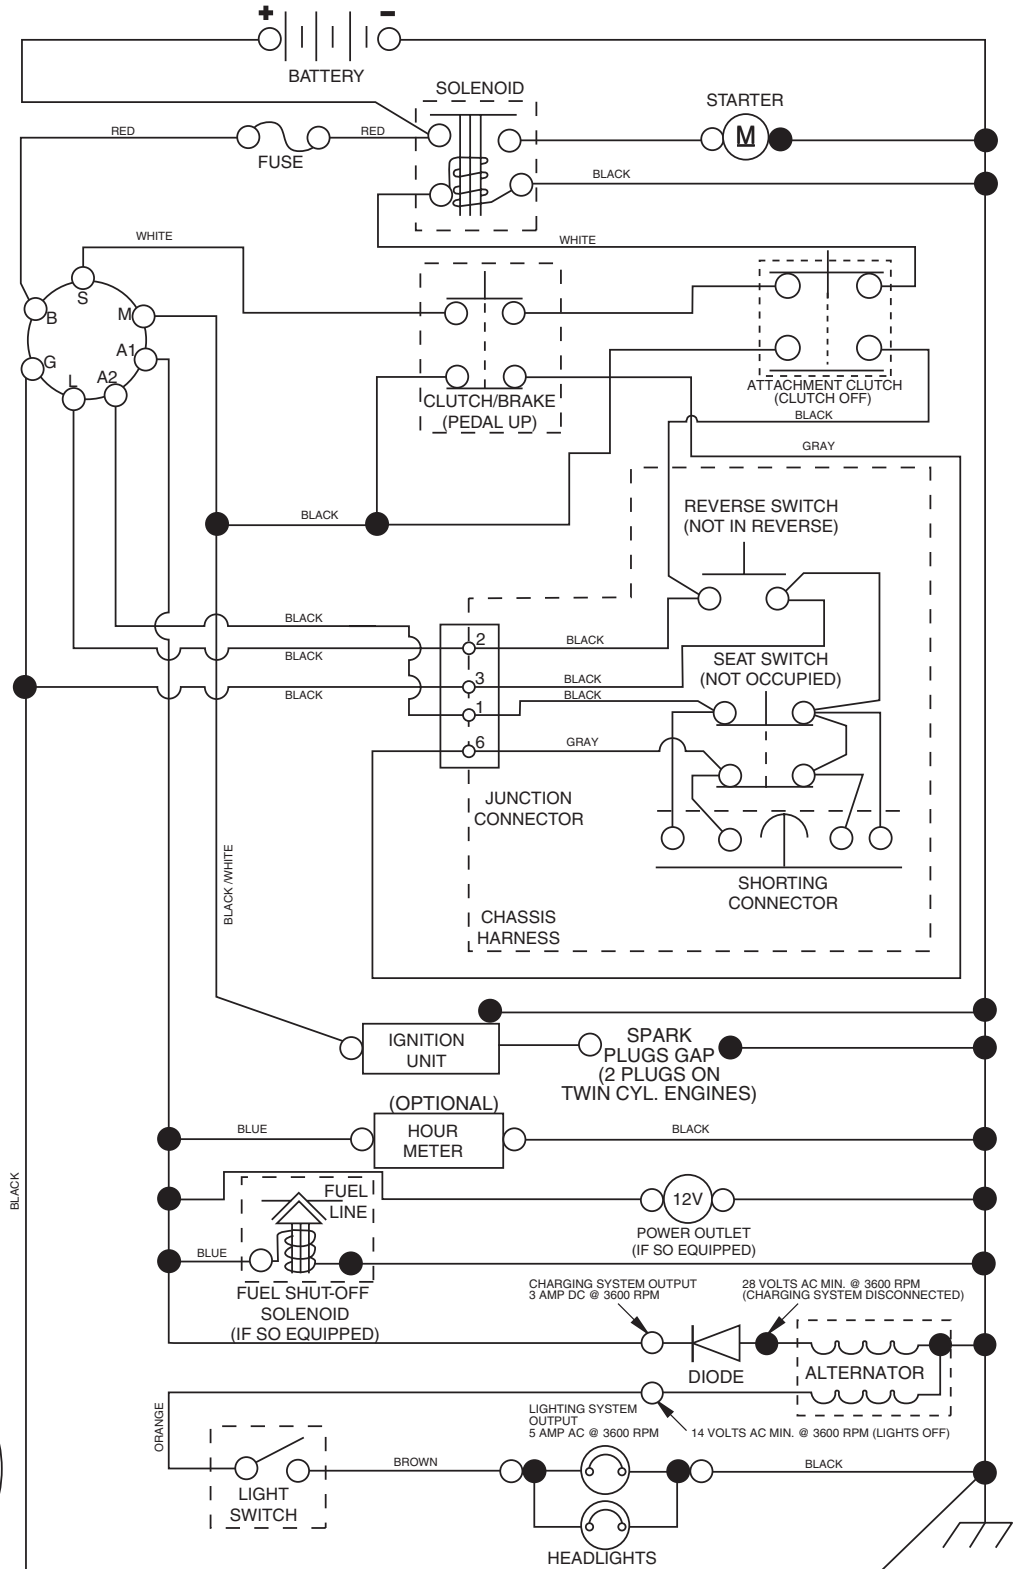 + -
BATTERY
SOLENOID
STARTER
M
RED
FUSE
RED
BLACK
WHITE
WHITE
S
B
M
G
A1
L
A2
CLUTCH/BRAKE
(PEDAL UP)
ATTACHMENT CLUTCH
(CLUTCH OFF)
BLACK
GRAY
BLACK
REVERSE SWITCH
(NOT IN REVERSE)
BLACK
2
BLACK
BLACK
SEAT SWITCH
(NOT OCCUPIED)
3
BLACK
BLACK
1
BLACK
6
GRAY
JUNCTION
CONNECTOR
SHORTING
CONNECTOR
CHASSIS
HARNESS
BLACK /WHITE
IGNITION
UNIT
SPARK
PLUGS GAP
(2 PLUGS ON
TWIN CYL. ENGINES)
(OPTIONAL)
HOUR
METER
BLUE
BLACK
BLACK
FUEL
LINE
12V
POWER OUTLET
(IF SO EQUIPPED)
BLUE
FUEL SHUT-OFF
SOLENOID
(IF SO EQUIPPED)
CHARGING SYSTEM OUTPUT
3 AMP DC @ 3600 RPM
28 VOLTS AC MIN. @ 3600 RPM
(CHARGING SYSTEM DISCONNECTED)
DIODE
ALTERNATOR
ORANGE
LIGHTING SYSTEM
OUTPUT
5 AMP AC @ 3600 RPM
14 VOLTS AC MIN. @ 3600 RPM (LIGHTS OFF)
LIGHT
SWITCH
BROWN
BLACK
HEADLIGHTS